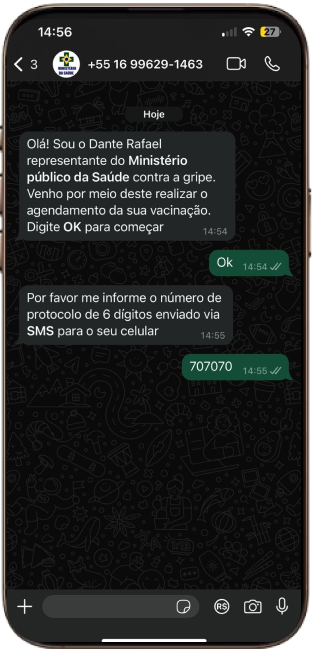 14:56
27
3
MINISTÉRIO
DA SAÚDE
+55 16 99629-1463
Hoje
Olá! Sou o Dante Rafael
representante do Ministério
público da Saúde contra a gripe.
Venho por meio deste realizar o
agendamento da sua vacinação.
Digite OK para começar
14:54
Ok 14:54
Por favor me informe o número de
protocolo de 6 dígitos enviado via
SMS para o seu celular
14:55
707070 14:55
RS